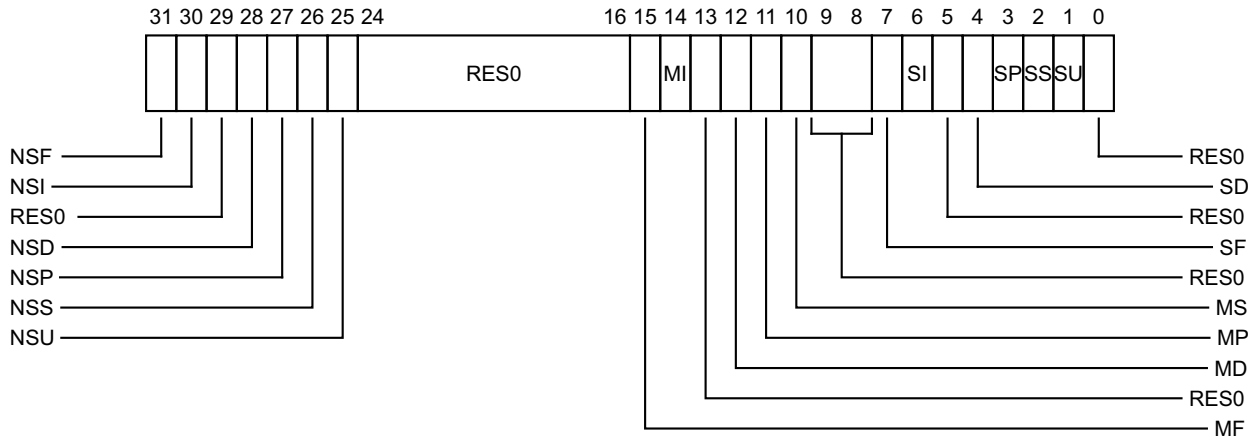 31 30 29 28 27 26 25 24 16 15 14 13 12 11 10 9 8 7 6 5 4 3 2 1 0
RES0 MI SI SP SS SU
NSF RES0
NSI SD
RES0 RES0
NSD SF
NSP RES0
NSS MS
NSU MP
MD
RES0
MF